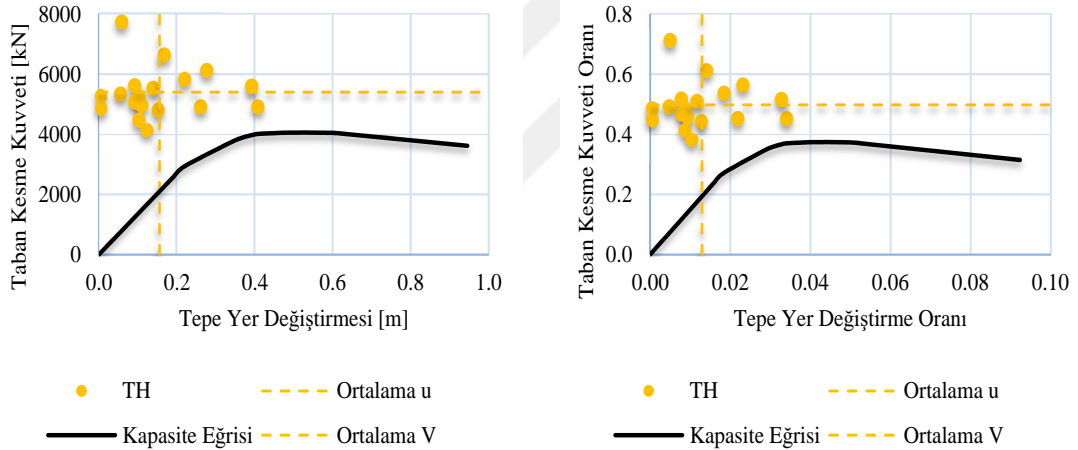 Taban Kesme Kuvveti [kN]
8000
6000
4000
2000
0
0.0 0.2 0.4 0.6 0.8 1.0
Tepe Yer Değiştirmesi [m]
TH
Ortalama u
Kapasite Eğrisi
Ortalama V
Taban Kesme Kuvveti Oranı
0.8
0.6
0.4
0.2
0.0
0.00 0.02 0.04 0.06 0.08 0.10
Tepe Yer Değiştirme Oranı
TH
Ortalama u
Kapasite Eğrisi
Ortalama V